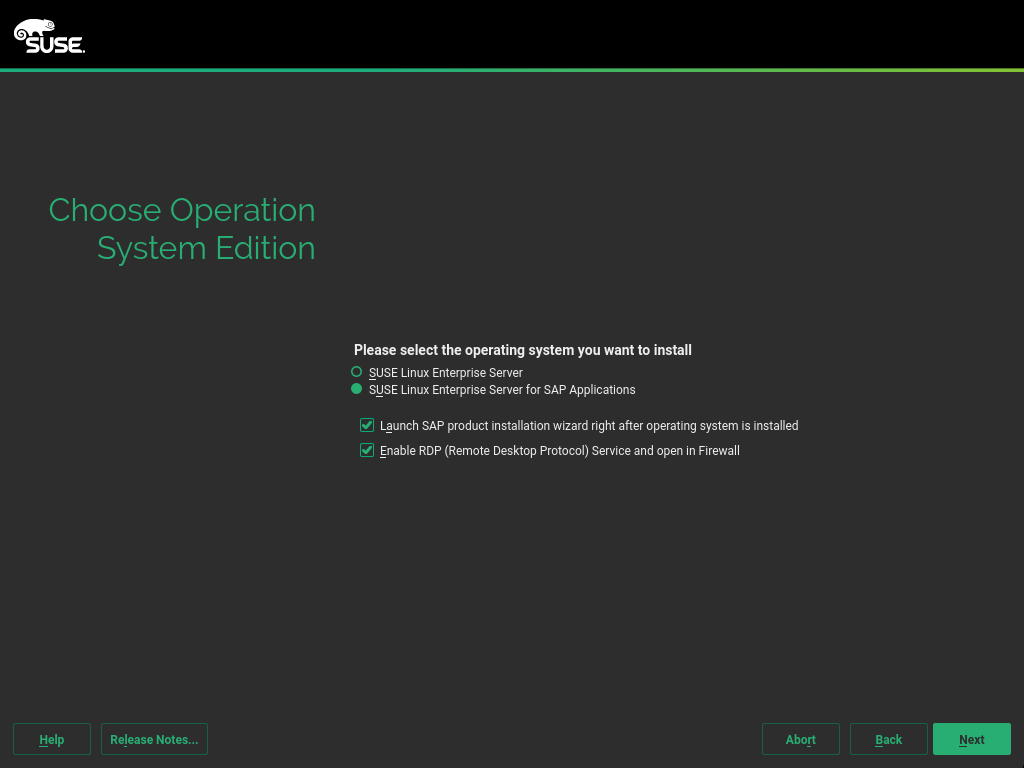 SUSE.
Choose Operation
System Edition
Please select the operating system you want to install
SUSE Linux Enterprise Server
SUSE Linux Enterprise Server for SAP Applications
Launch SAP product installation wizard right after operating system is installed
Enable RDP (Remote Desktop Protocol) Service and open in Firewall
Help Release Notes... Abort Back Next